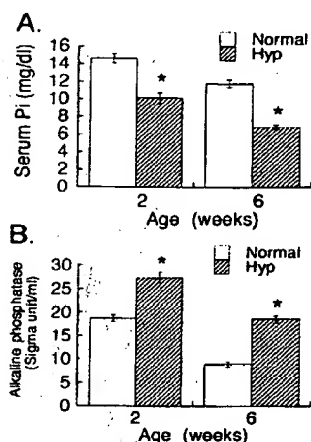 A.
Normal
Hyp
Serum Pi (mg/dl)
16
14
12
10
8
6
4
2
0
*
*
2
6
Age (weeks)
B.
Normal
Hyp
Alkaline phosphatase
(Sigma unit/ml)
30
25
20
15
10
5
0
*
*
2
6
Age (weeks)